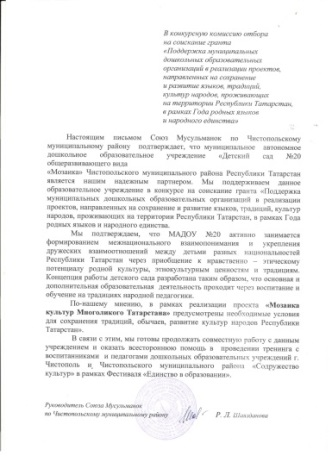 В конкурсную комиссию отбора
на соискание гранта
«Поддержка муниципальных
дошкольных образовательных
организаций в реализации проектов,
направленных на сохранение
и развитие языков, традиций,
культур народов, проживающих
на территории Республики Татарстан,
в рамках Года родных языков
и народного единства»
Настоящим письмом Союз Мусульманок по Чистопольскому
муниципальному району подтверждает, что муниципальное автономное
дошкольное образовательное учреждение «Детский сад №20
общеразвивающего вида
«Мозаика» Чистопольского муниципального района Республики Татарстан
является нашим надежным партнером. Мы поддерживаем данное
образовательное учреждение в конкурсе на соискание гранта «Поддержка
муниципальных дошкольных образовательных организаций в реализации
проектов, направленных на сохранение и развитие языков, традиций, культур
народов, проживающих на территории Республики Татарстан, в рамках Года
родных языков и народного единства.
Мы подтверждаем, что МАДОУ №20 активно занимается
формированием межнационального взаимопонимания и укрепления
дружеских взаимоотношений между детьми разных национальностей
Республики Татарстан через приобщение к нравственно – этическому
потенциалу родной культуры, этнокультурным ценностям и традициям.
Концепция работы детского сада разработана таким образом, что основная и
дополнительная образовательная деятельность проходит через воспитание и
обучение на традициях народной педагогики.
По-нашему мнению, в рамках реализации проекта «Мозаика
культур Многоликого Татарстана» предусмотрены необходимые условия
для сохранения традиций, обычаев, развития культур народов Республики
Татарстан».
В связи с этим, мы готовы продолжать совместную работу с данным
учреждением и оказать всестороннюю помощь в проведении тренинга с
воспитанниками и педагогами дошкольных образовательных учреждений г.
Чистополь и Чистопольского муниципального района «Содружество
культур» в рамках Фестиваля «Единство в образовании».
Руководитель Союза Мусульманок
по Чистопольскому муниципальному району
Р. Л.